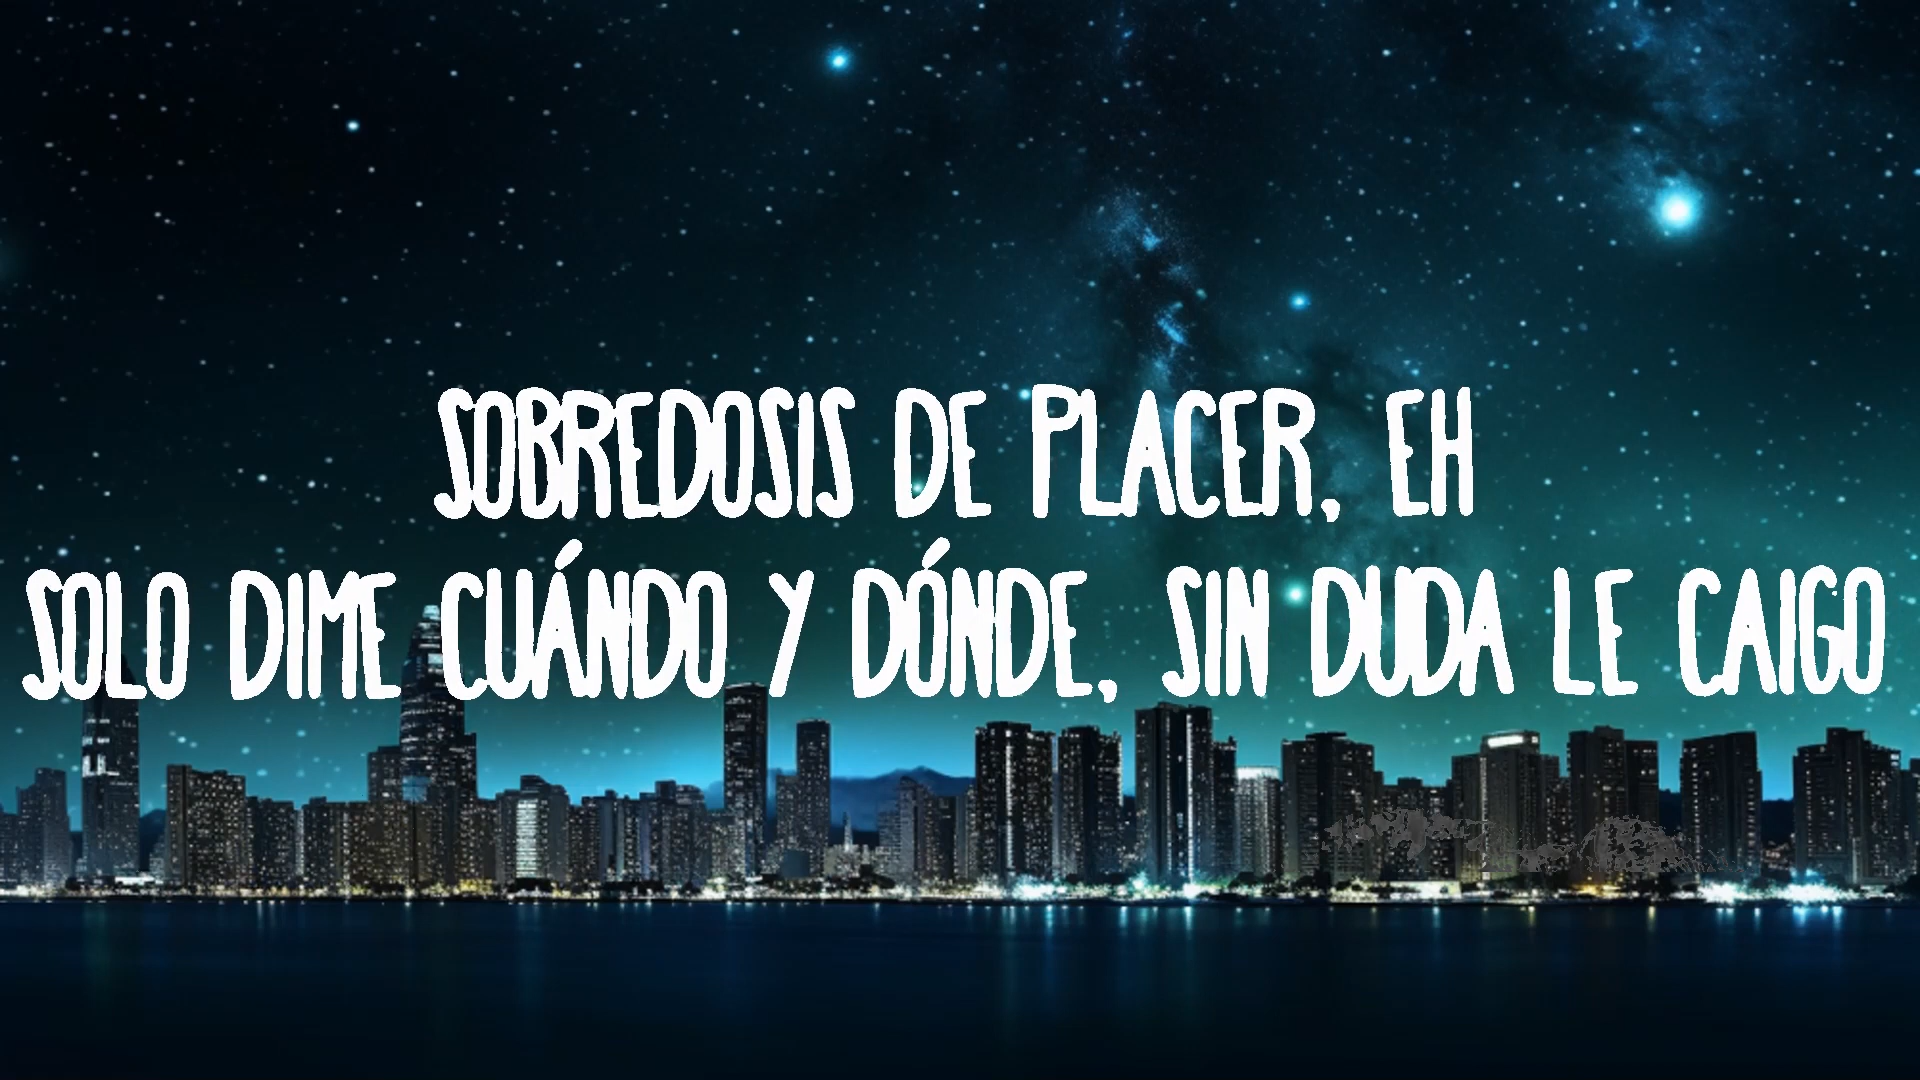 SOBREDOSIS DE PLACER, EH
SOLO DIME CUÁNDO Y DÓNDE, SIN DUDA LE CAIGO